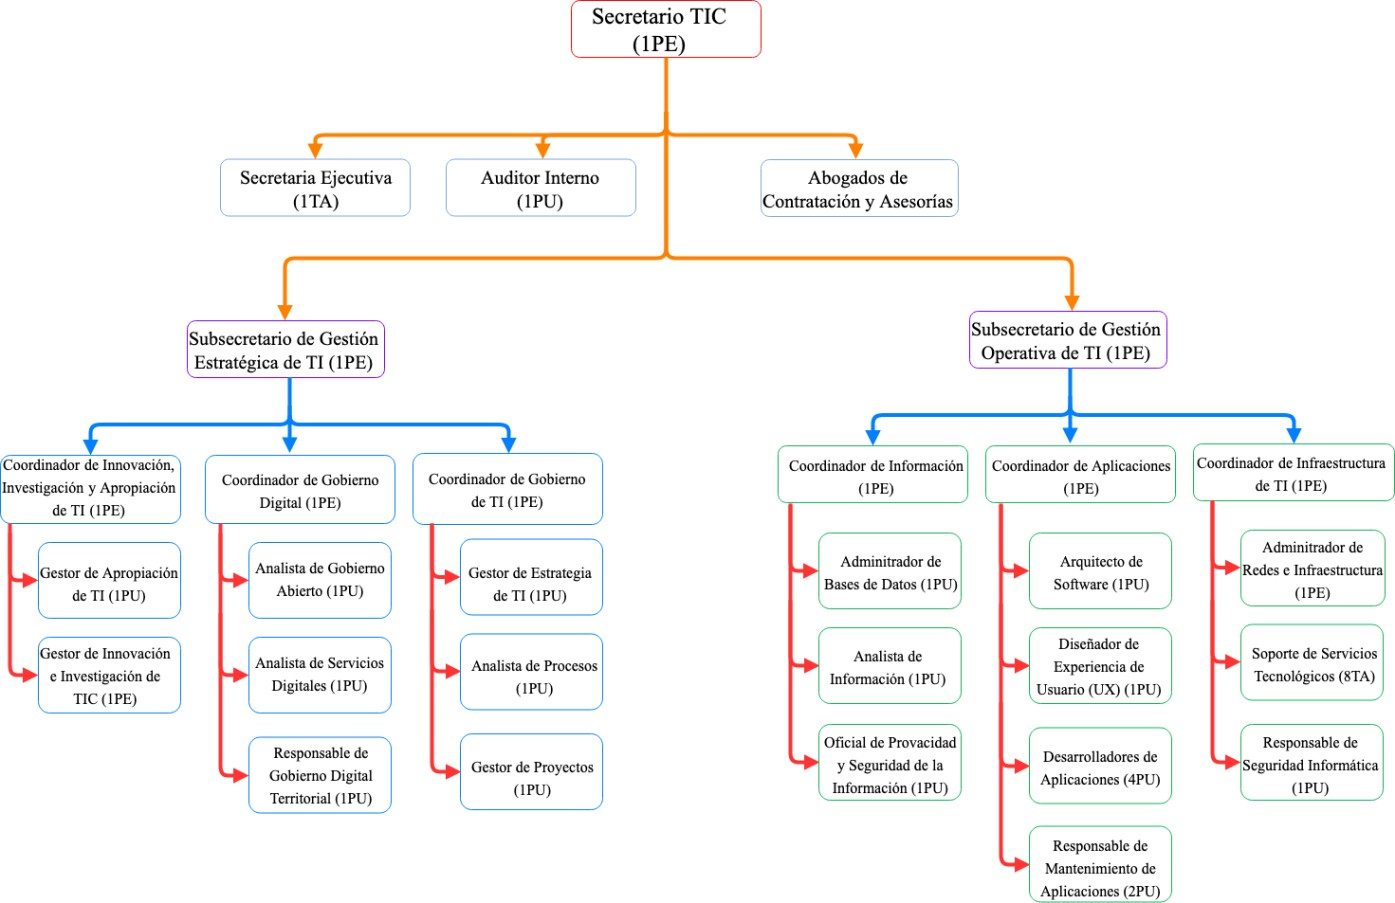 Secretario TIC
(1PE)
Secretaria Ejecutiva
(1TA)
Auditor Interno
(1PU)
Abogados de
Contratación y Asesorías
Subsecretario de Gestión
Estratégica de TI (1PE)
Subsecretario de Gestión
Operativa de TI (1PE)
Coordinador de Innovación,
Investigación y Apropiación
de TI (1PE)
Gestor de Apropiación
de TI (1PU)
Gestor de Innovación
e Investigación de
TIC (1PE)
Coordinador de Gobierno
Digital (1PE)
Analista de Gobierno
Abierto (1PU)
Analista de Servicios
Digitales (1PU)
Responsable de
Gobierno Digital
Territorial (1PU)
Coordinador de Gobierno
de TI (1PE)
Gestor de Estrategia
de TI (1PU)
Analista de Procesos
(1PU)
Gestor de Proyectos
(1PU)
Coordinador de Información
(1PE)
Adminitrador de
Bases de Datos (1PU)
Analista de
Información (1PU)
Oficial de Provacidad
y Seguridad de la
Información (1PU)
Coordinador de Aplicaciones
(1PE)
Arquitecto de
Software (1PU)
Diseñador de
Experiencia de
Usuario (UX) (1PU)
Desarrolladores de
Aplicaciones (4PU)
Responsable de
Mantenimiento de
Aplicaciones (2PU)
Coordinador de Infraestructura
de TI (1PE)
Adminitrador de
Redes e Infraestructura
(1PE)
Soporte de Servicios
Tecnológicos (8TA)
Responsable de
Seguridad Informática
(1PU)